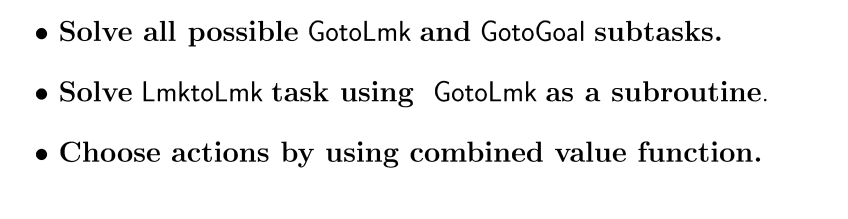 • Solve all possible GotoLmk and GotoGoal subtasks.
• Solve LmktoLmk task using GotoLmk as a subroutine.
• Choose actions by using combined value function.